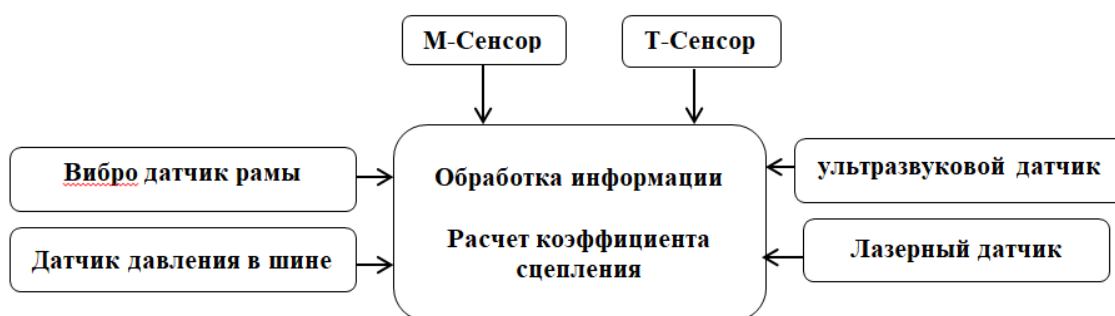 М-Сенсор
Т-Сенсор
Вибро датчик рамы
Датчик давления в шине
Обработка информации
Расчет коэффициента
сцепления
ультразвуковой датчик
Лазерный датчик